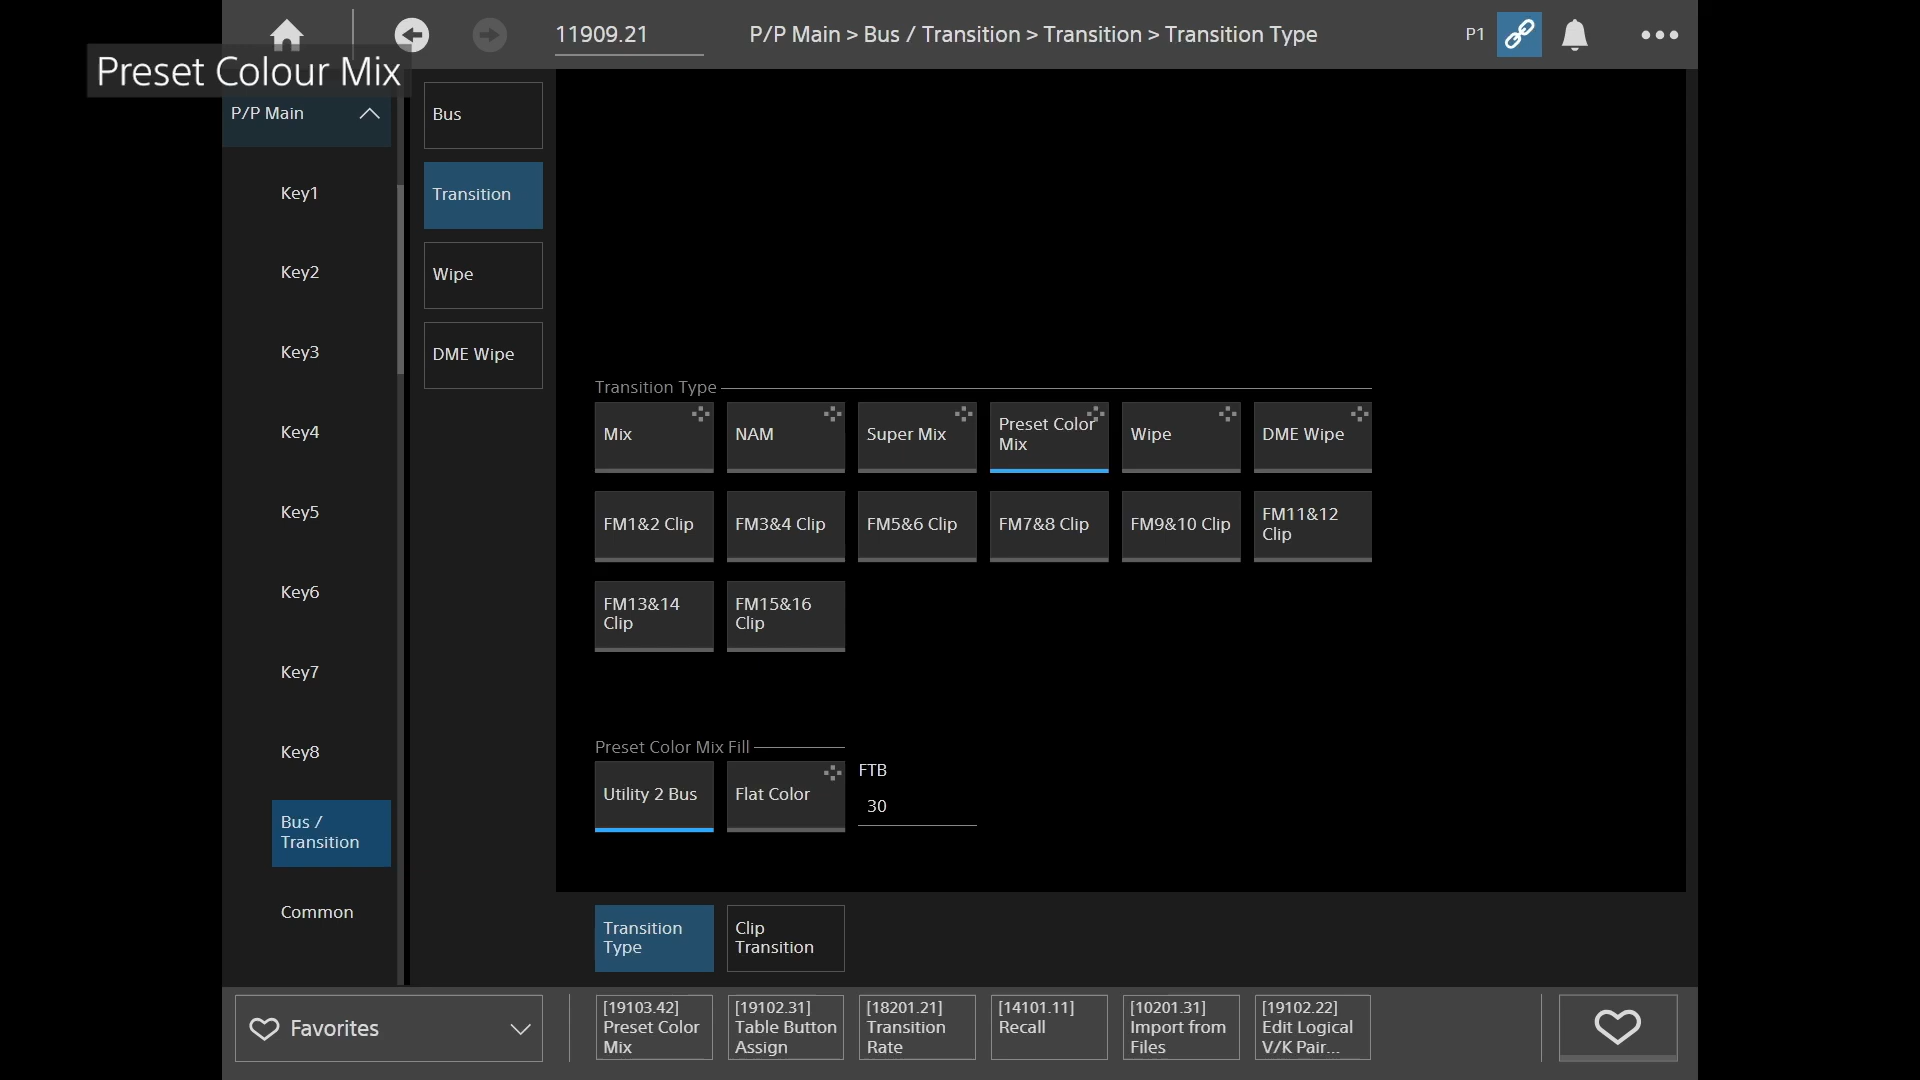 11909.21
P/P Main > Bus / Transition > Transition > Transition Type
P1
Preset Colour Mix
P/P Main
Key1
Key2
Key3
Key4
Key5
Key6
Key7
Key8
Bus /
Transition
Common
Bus
Transition
Wipe
DME Wipe
Transition Type
Mix
NAM
Super Mix
Preset Color
Mix
Wipe
DME Wipe
FM1&2 Clip
FM3&4 Clip
FM5&6 Clip
FM7&8 Clip
FM9&10 Clip
FM11&12
Clip
FM13&14
Clip
FM15&16
Clip
Preset Color Mix Fill
Utility 2 Bus
Flat Color
FTB
30
Transition
Type
Clip
Transition
Favorites
[19103.42]
Preset Color
Mix
[19102.31]
Table Button
Assign
[18201.21]
Transition
Rate
[14101.11]
Recall
[10201.31]
Import from
Files
[19102.22]
Edit Logical
V/K Pair...